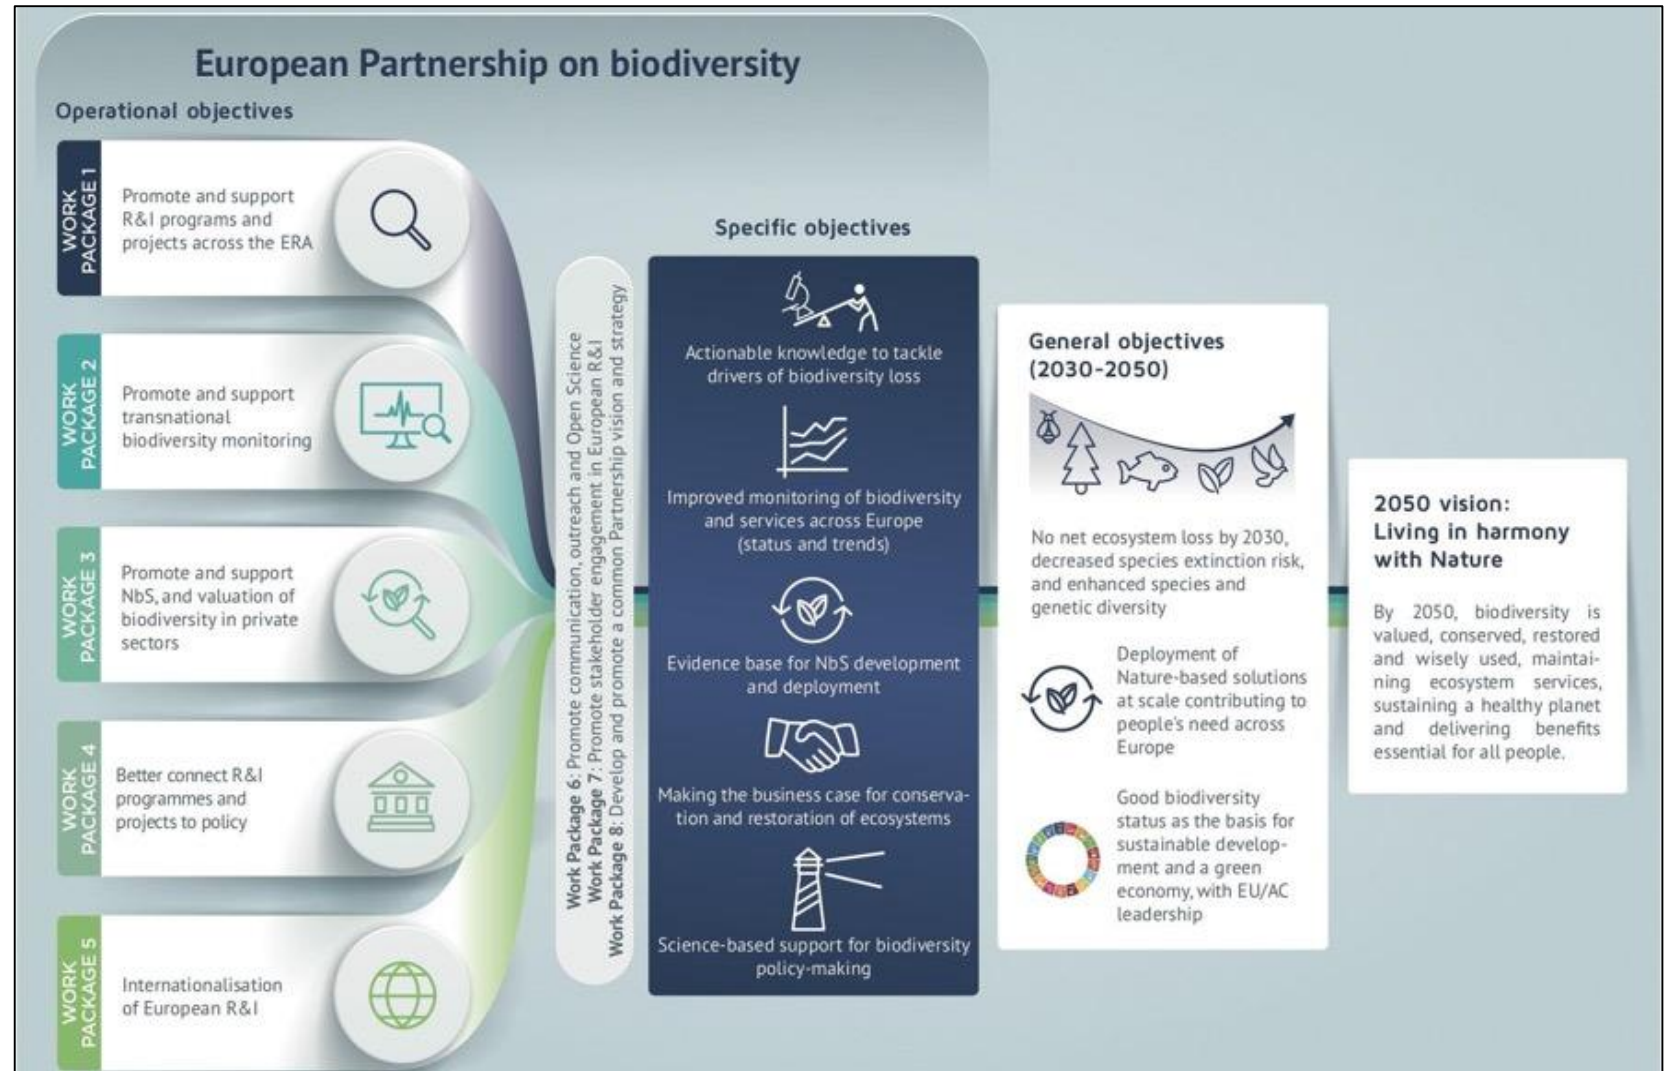 European Partnership on biodiversity
Operational objectives
WORK
PACKAGE 1
Promote and support
R&I programs and
projects across the ERA
WORK
PACKAGE 2
Promote and support
transnational
biodiversity monitoring
WORK
PACKAGE 3
Promote and support
NbS, and valuation of
biodiversity in private
sectors
WORK
PACKAGE 4
Better connect R&I
programmes and
projects to policy
WORK
PACKAGE 5
Internationalisation
of European R&I
Work Package 6: Promote communication, outreach and Open Science
Work Package 7: Promote stakeholder engagement in European R&I
Work Package 8: Develop and promote a common Partnership vision and strategy
Specific objectives
Actionable knowledge to tackle
drivers of biodiversity loss
Improved monitoring of biodiversity
and services across Europe
(status and trends)
Evidence base for NbS development
and deployment
Making the business case for conserva-
tion and restoration of ecosystems
Science-based support for biodiversity
policy-making
General objectives
(2030-2050)
No net ecosystem loss by 2030,
decreased species extinction risk,
and enhanced species and
genetic diversity
Deployment of
Nature-based solutions
at scale contributing to
people's need across
Europe
Good biodiversity
status as the basis for
sustainable develop-
ment and a green
economy, with EU/AC
leadership
2050 vision:
Living in harmony
with Nature
By 2050, biodiversity is
valued, conserved, restored
and wisely used, maintai-
ning ecosystem services,
sustaining a healthy planet
and delivering benefits
essential for all people.